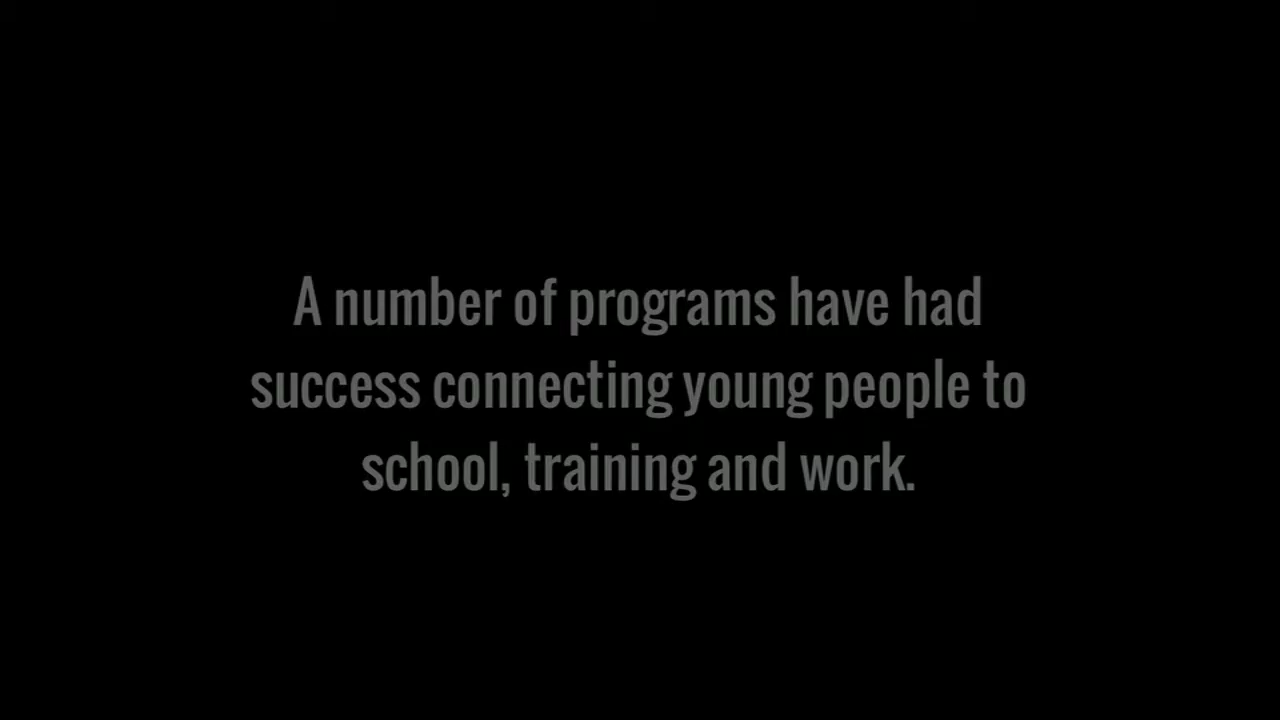 A number of programs have had
success connecting young people to
school, training and work.